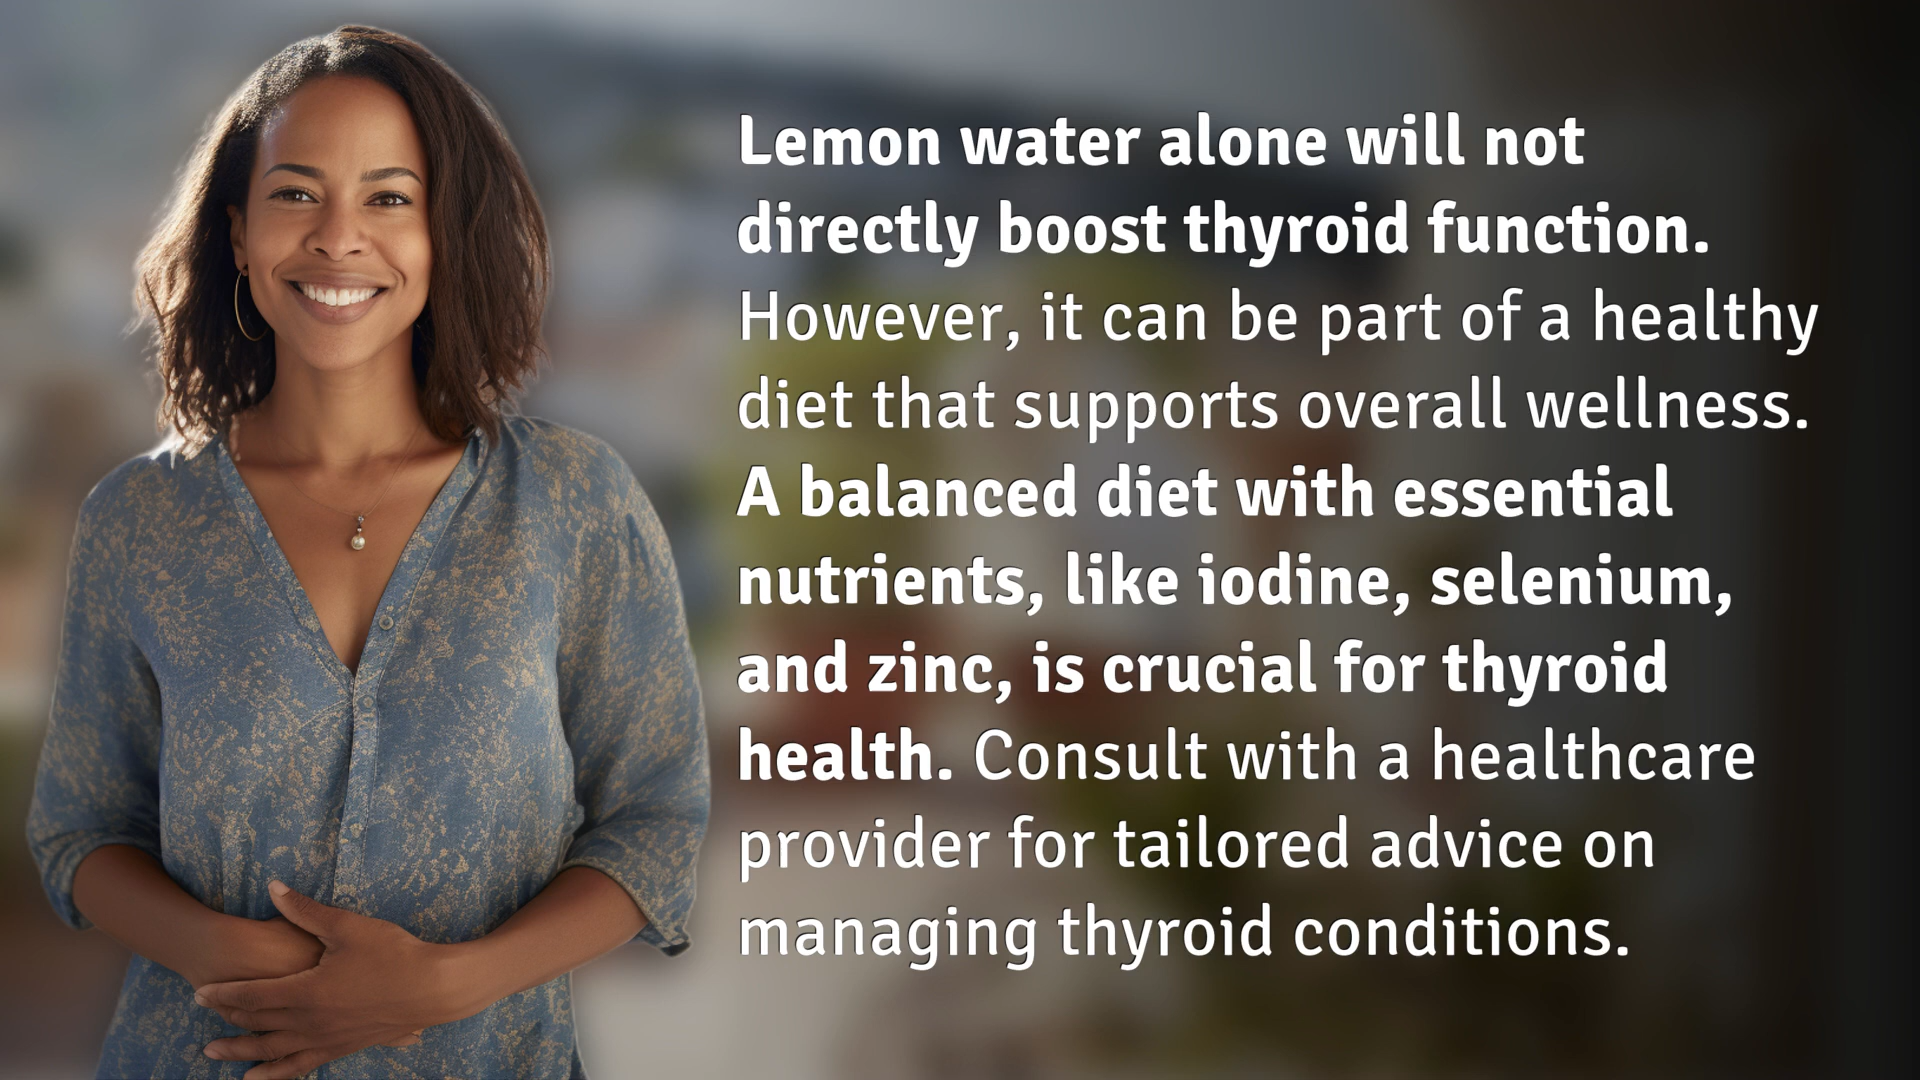 Lemon water alone will not
directly boost thyroid function.
However, it can be part of a healthy
diet that supports overall wellness.
A balanced diet with essential
nutrients, like iodine, selenium,
and zinc, is crucial for thyroid
health. Consult with a healthcare
provider for tailored advice on
managing thyroid conditions.